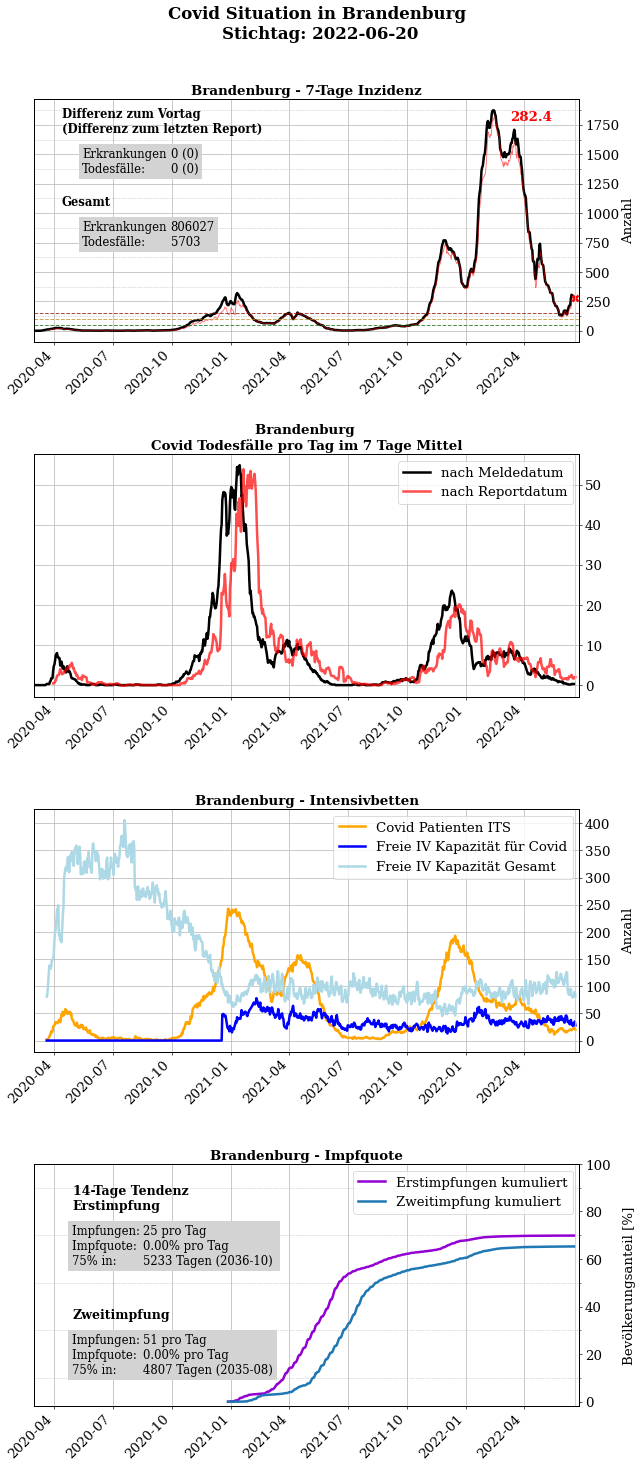 Covid Situation in Brandenburg
Stichtag: 2022-06-20
Brandenburg - 7-Tage Inzidenz
Differenz zum Vortag
(Differenz zum letzten Report)
Erkrankungen 0 (0)
Todesfälle: 0 (0)
Gesamt
Erkrankungen 806027
Todesfälle: 5703
282.4
1750
1500
1250
1000
750
500
250
0
Anzahl
2020-04
2020-07
2020-10
2021-01
2021-04
2021-07
2021-10
2022-01
2022-04
Brandenburg
Covid Todesfälle pro Tag im 7 Tage Mittel
nach Meldedatum
nach Reportdatum
50
40
30
20
10
0
2020-04
2020-07
2020-10
2021-01
2021-04
2021-07
2021-10
2022-01
2022-04
Brandenburg - Intensivbetten
Covid Patienten ITS
Freie IV Kapazität für Covid
Freie IV Kapazität Gesamt
400
350
300
250
200
150
100
50
0
Anzahl
2020-04
2020-07
2020-10
2021-01
2021-04
2021-07
2021-10
2022-01
2022-04
Brandenburg - Impfquote
14-Tage Tendenz
Erstimpfung
Impfungen: 25 pro Tag
Impfquote: 0.00% pro Tag
75% in: 5233 Tagen (2036-10)
Zweitimpfung
Impfungen: 51 pro Tag
Impfquote: 0.00% pro Tag
75% in: 4807 Tagen (2035-08)
Erstimpfungen kumuliert
Zweitimpfung kumuliert
100
80
60
40
20
0
Bevölkerungsanteil [%]
2020-04
2020-07
2020-10
2021-01
2021-04
2021-07
2021-10
2022-01
2022-04